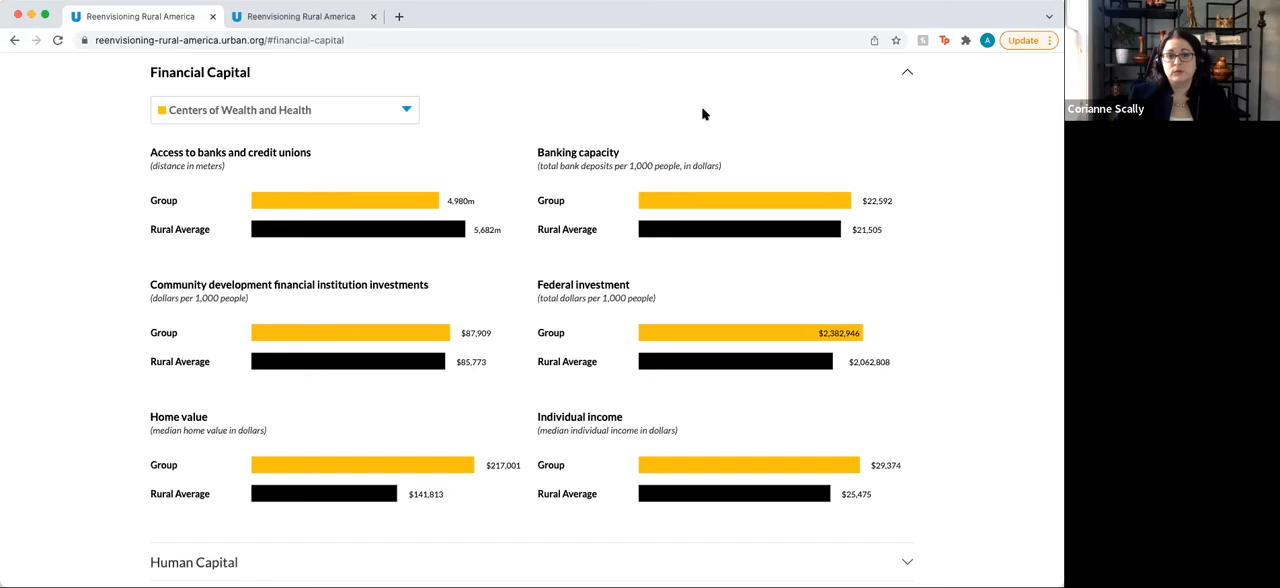 Reenvisioning Rural America
Reenvisioning Rural America
reenvisioning-rural-america.urban.org/#financial-capital
Tp
A
Update
Corianne Scally
Financial Capital
Centers of Wealth and Health
Access to banks and credit unions
(distance in meters)
Group
4,980m
Rural Average
5,682m
Banking capacity
(total bank deposits per 1,000 people, in dollars)
Group
$22,592
Rural Average
$21,505
Community development financial institution investments
(dollars per 1,000 people)
Group
$87,909
Rural Average
$85,773
Federal investment
(total dollars per 1,000 people)
Group
$2,382,946
Rural Average
$2,062,808
Home value
(median home value in dollars)
Group
$217,001
Rural Average
$141,813
Individual income
(median individual income in dollars)
Group
$29,374
Rural Average
$25,475
Human Capital